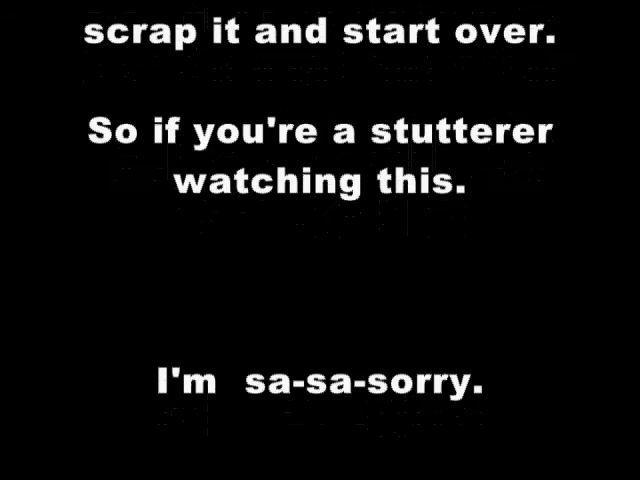 scrap it and start over.
So if you're a stutterer
watching this.
I'm  sa-sa-sorry.